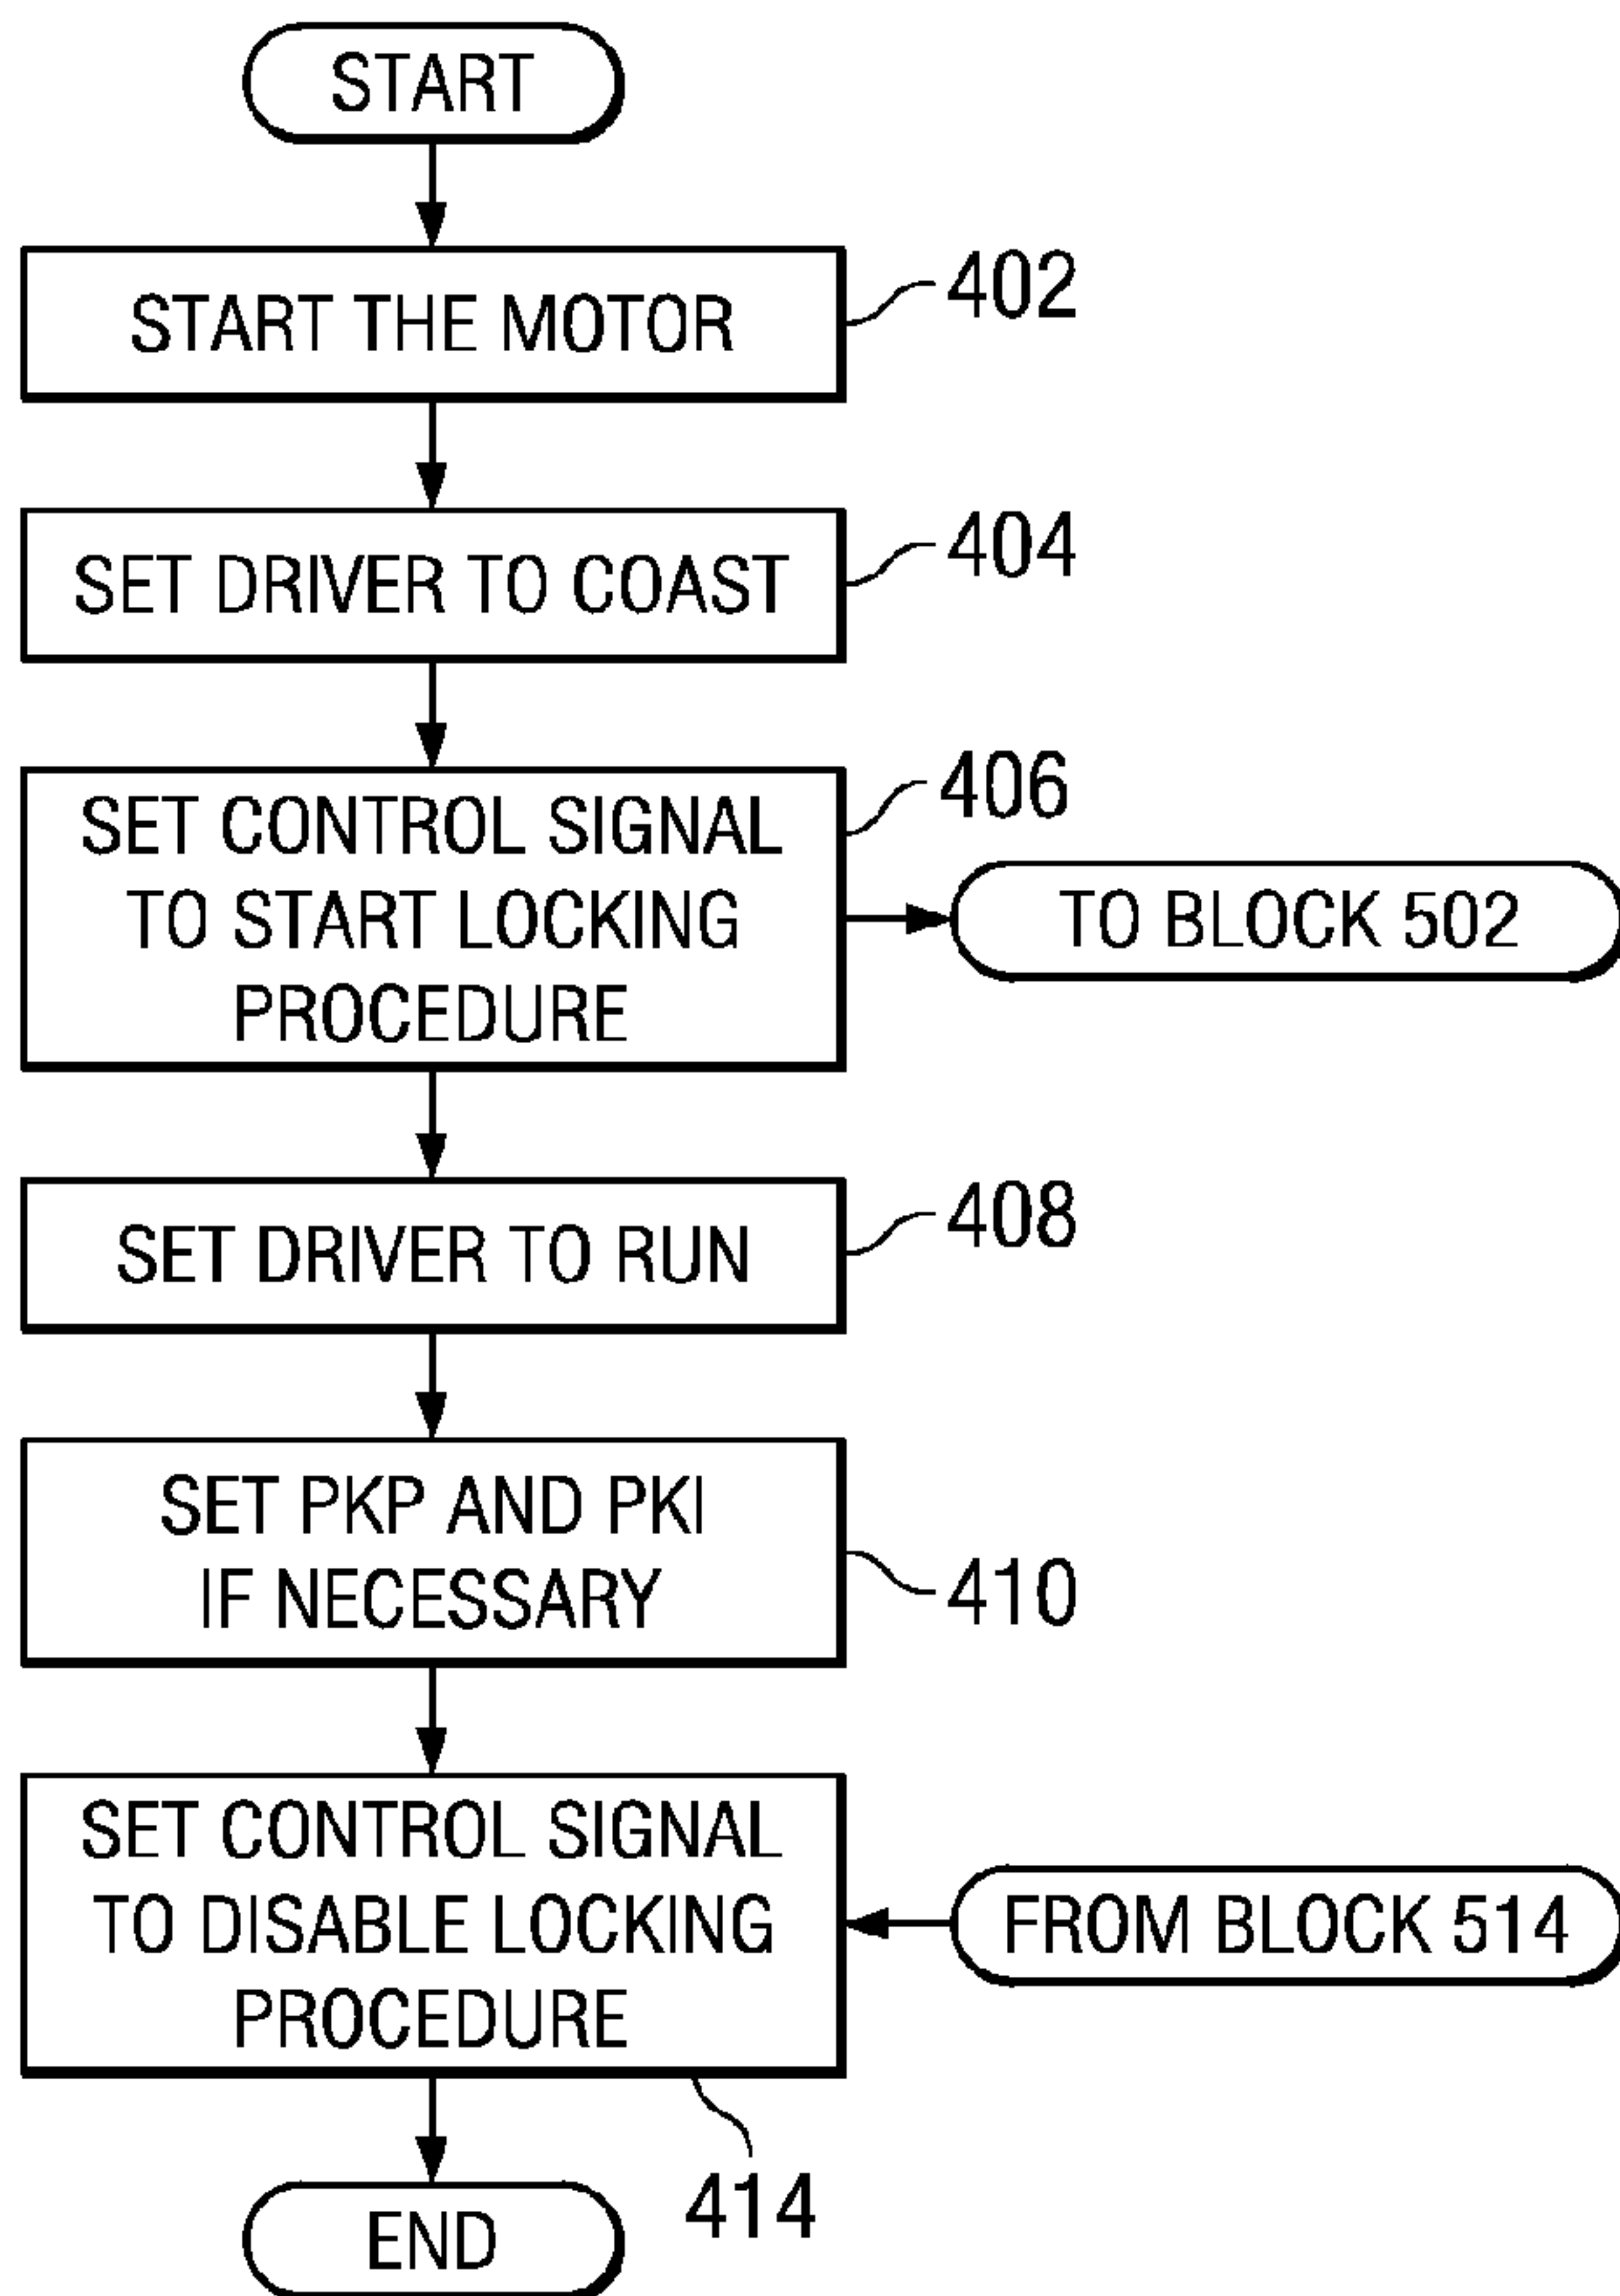 START
START THE MOTOR
402
SET DRIVER TO COAST
404
SET CONTROL SIGNAL
TO START LOCKING
PROCEDURE
406
TO BLOCK 502
SET DRIVER TO RUN
408
SET PKP AND PKI
IF NECESSARY
410
SET CONTROL SIGNAL
TO DISABLE LOCKING
PROCEDURE
FROM BLOCK 514
414
END